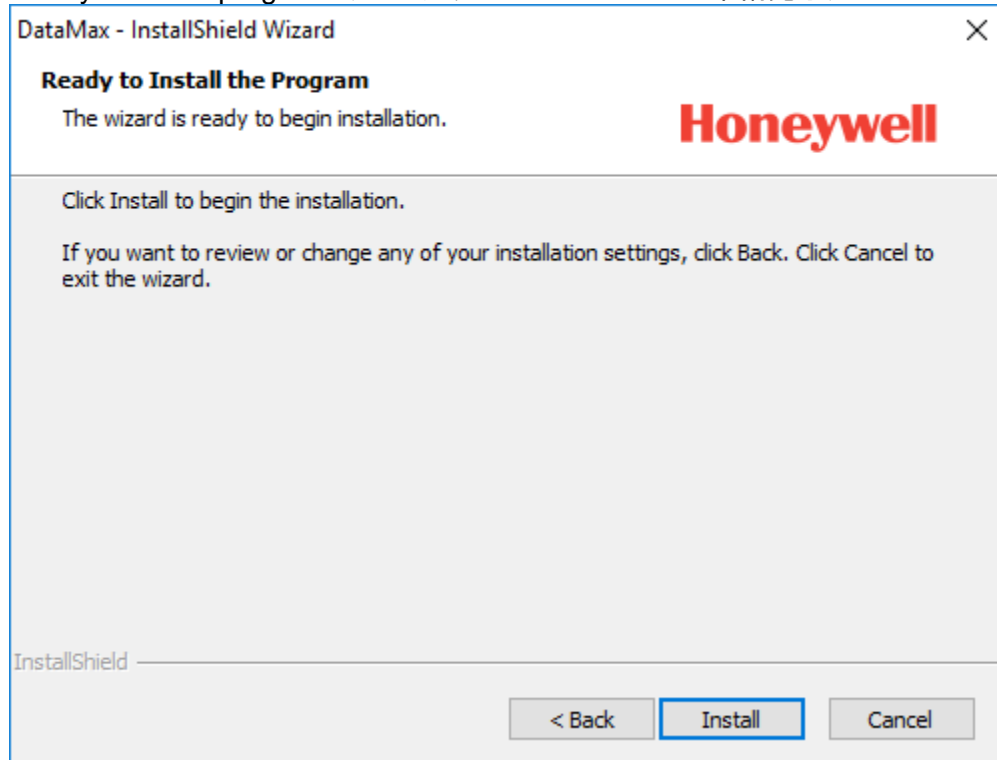 DataMax - InstallShield Wizard
Ready to Install the Program
The wizard is ready to begin installation.
Honeywell
Click Install to begin the installation.
If you want to review or change any of your installation settings, click Back. Click Cancel to
exit the wizard.
InstallShield
< Back
Install
Cancel